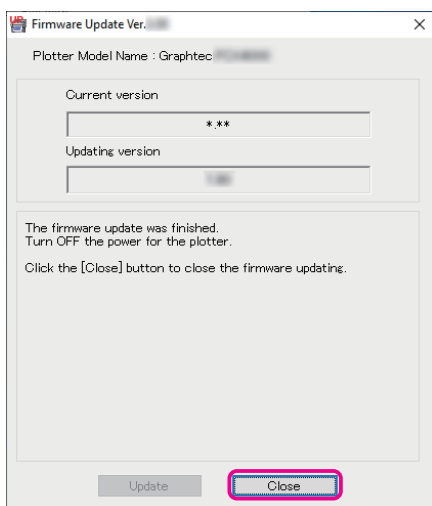 Firmware Update Ver.
Plotter Model Name : Graphtec
Current version
*.**
Updating version
The firmware update was finished.
Turn OFF the power for the plotter.
Click the [Close] button to close the firmware updating.
Update
Close